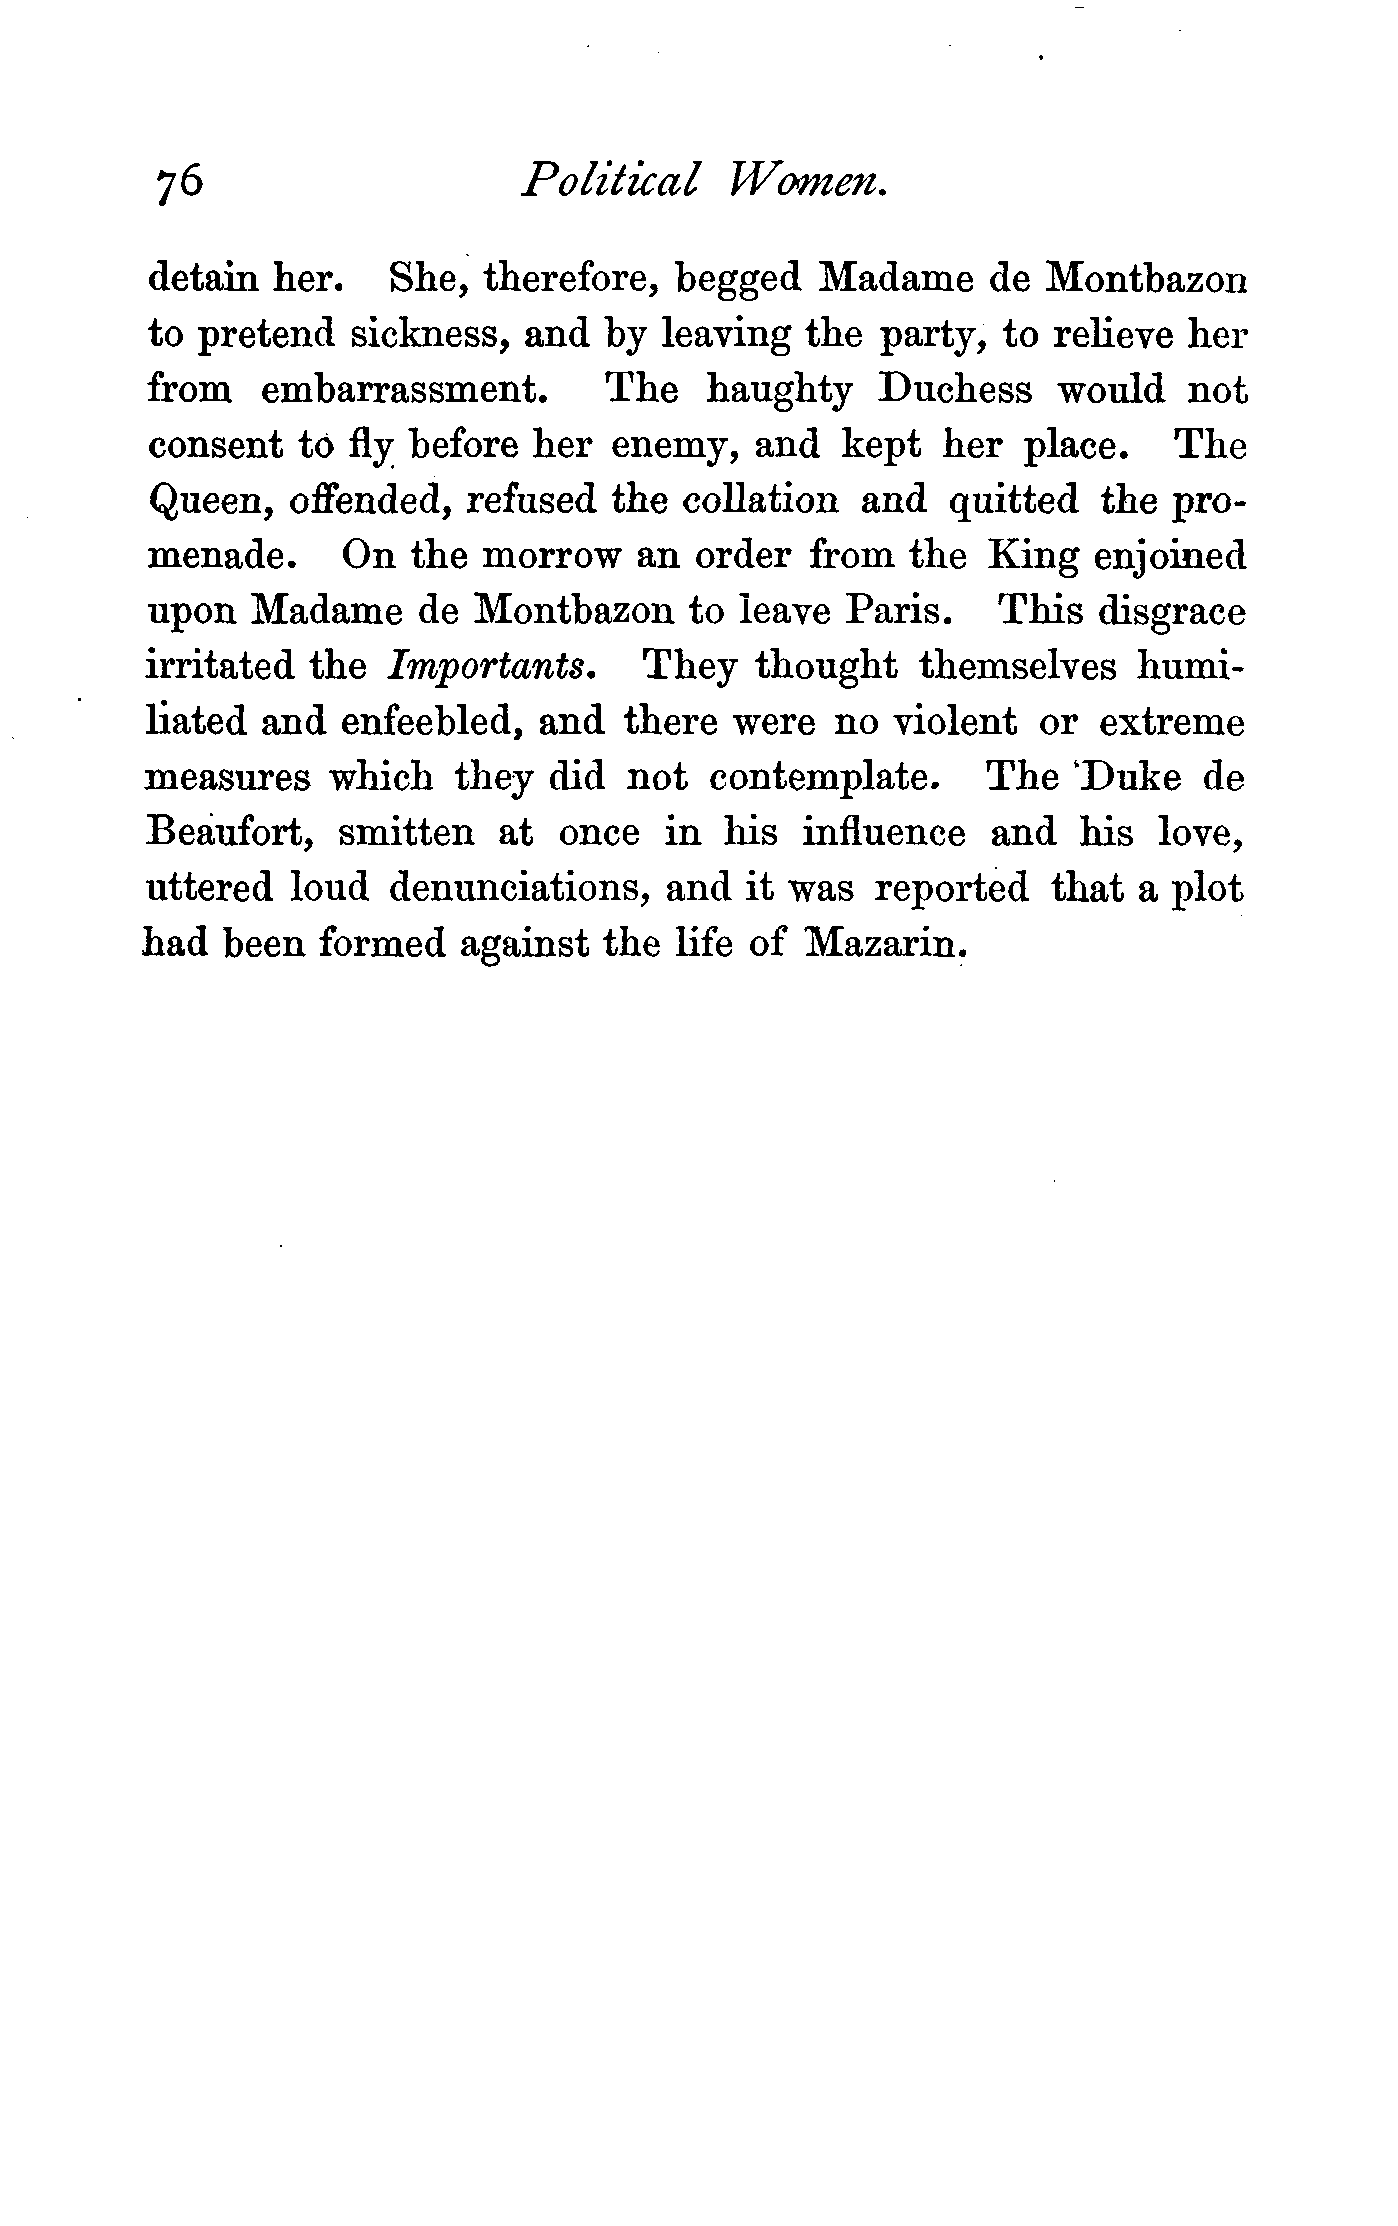 76 Political Women.
detain her. She, therefore, begged Madame de Montbazon
to pretend sickness, and by leaving the party, to relieve her
from embarrassment. The haughty Duchess would not
consent to fly before her enemy, and kept her place. The
Queen, offended, refused the collation and quitted the pro-
menade. On the morrow an order from the King enjoined
upon Madame de Montbazon to leave Paris. This disgrace
irritated the Importants. They thought themselves humi-
liated and enfeebled, and there were no violent or extreme
measures which they did not contemplate. The Duke de
Beaufort, smitten at once in his influence and his love,
uttered loud denunciations, and it was reported that a plot
had been formed against the life of Mazarin.